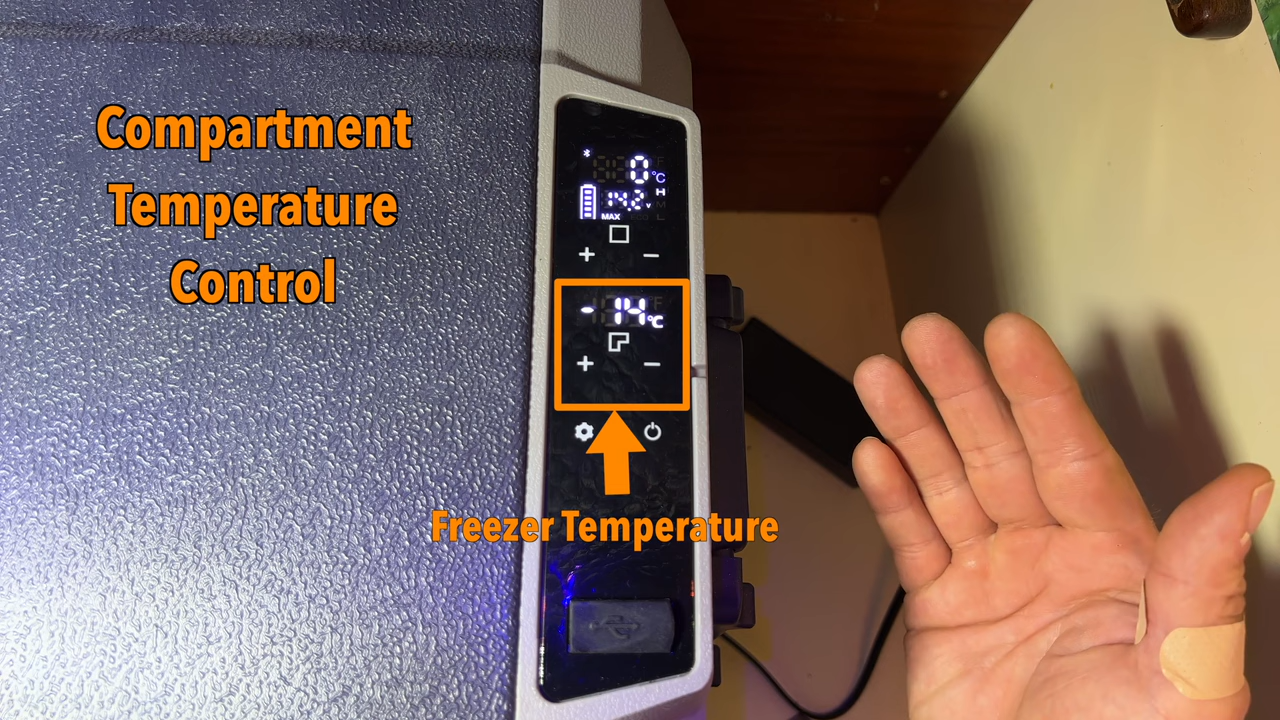 Compartment
Temperature
Control
0 °C
H
14.2 v
MAX
+ −
-14 °C
+ −
Freezer Temperature